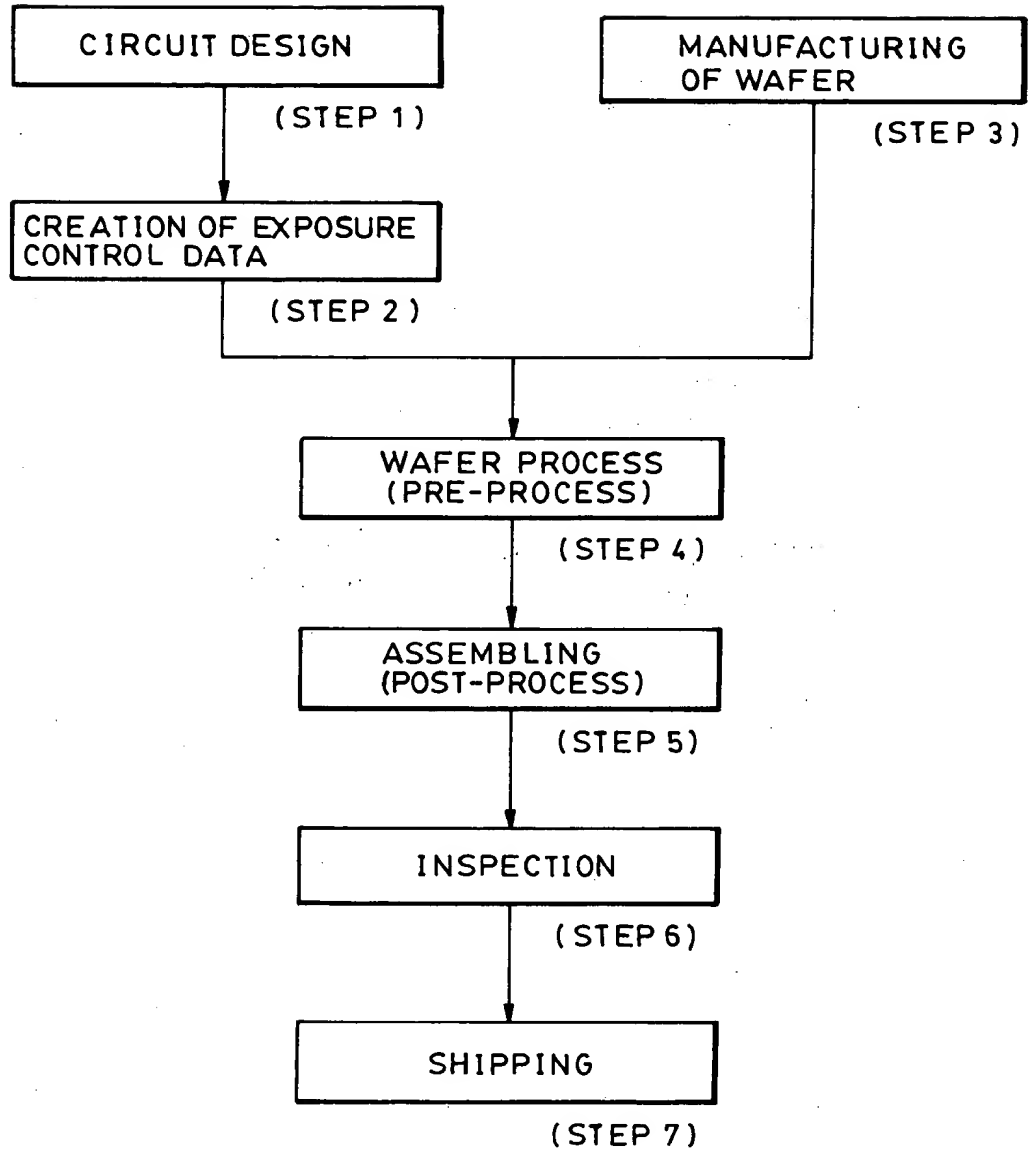 CIRCUIT DESIGN
(STEP 1)
MANUFACTURING
OF WAFER
(STEP 3)
CREATION OF EXPOSURE
CONTROL DATA
(STEP 2)
WAFER PROCESS
(PRE-PROCESS)
(STEP 4)
ASSEMBLING
(POST-PROCESS)
(STEP 5)
INSPECTION
(STEP 6)
SHIPPING
(STEP 7)